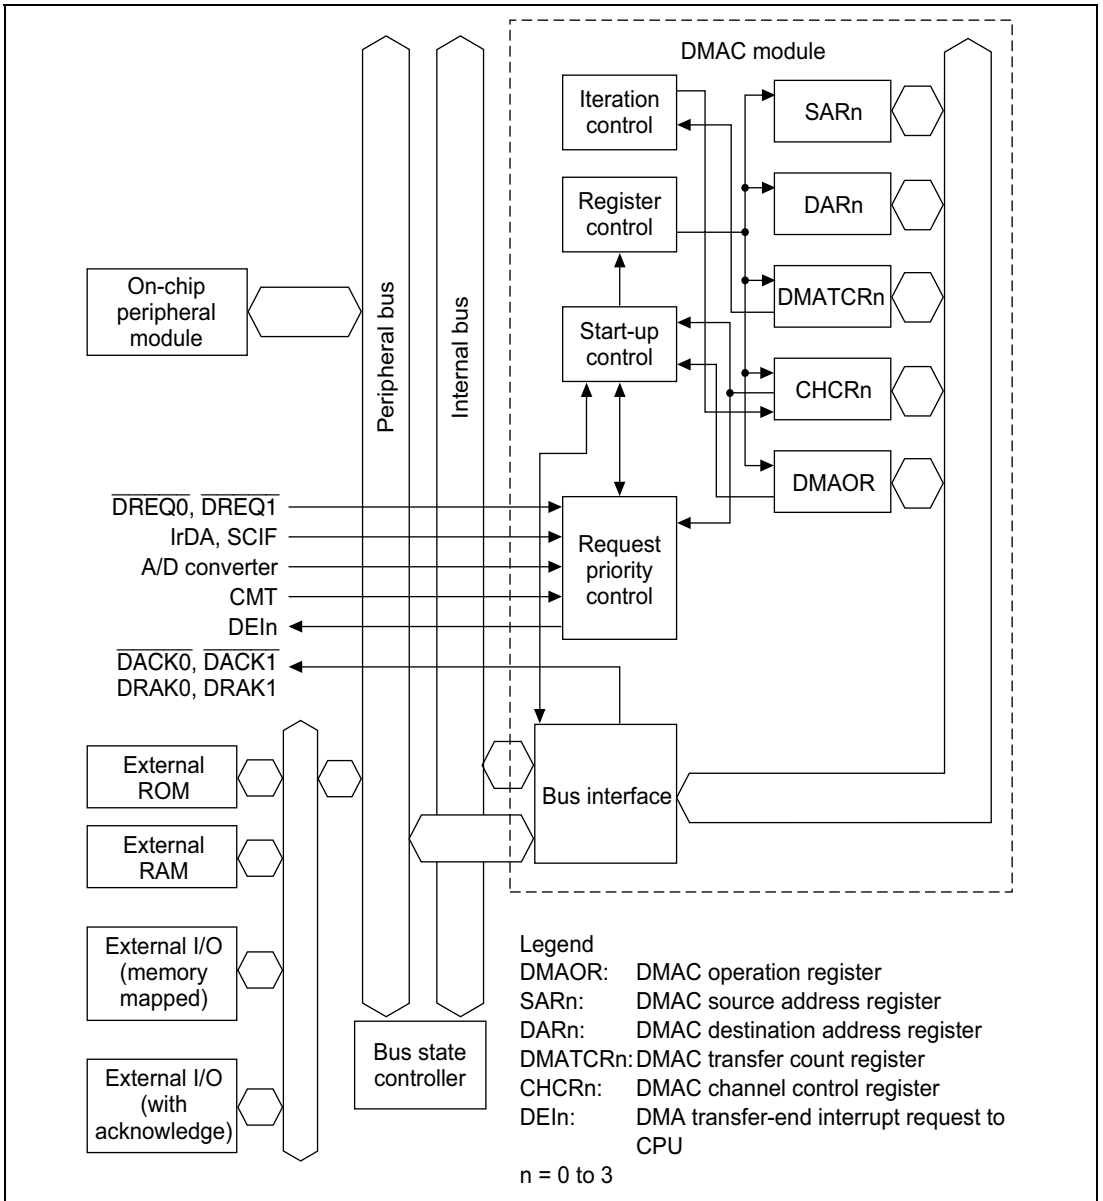 DMAC module
Iteration
control
SARn
Register
control
DARn
On-chip
peripheral
module
Peripheral bus
Internal bus
DMATCRn
Start-up
control
CHCRn
DMAOR
DREQ0, DREQ1
IrDA, SCIF
A/D converter
CMT
DEIn
Request
priority
control
DACK0, DACK1
DRAK0, DRAK1
External
ROM
Bus interface
External
RAM
External I/O
(memory
mapped)
External I/O
(with
acknowledge)
Bus state
controller
Legend
DMAOR: DMAC operation register
SARn: DMAC source address register
DARn: DMAC destination address register
DMATCRn: DMAC transfer count register
CHCRn: DMAC channel control register
DEIn: DMA transfer-end interrupt request to
CPU
n = 0 to 3